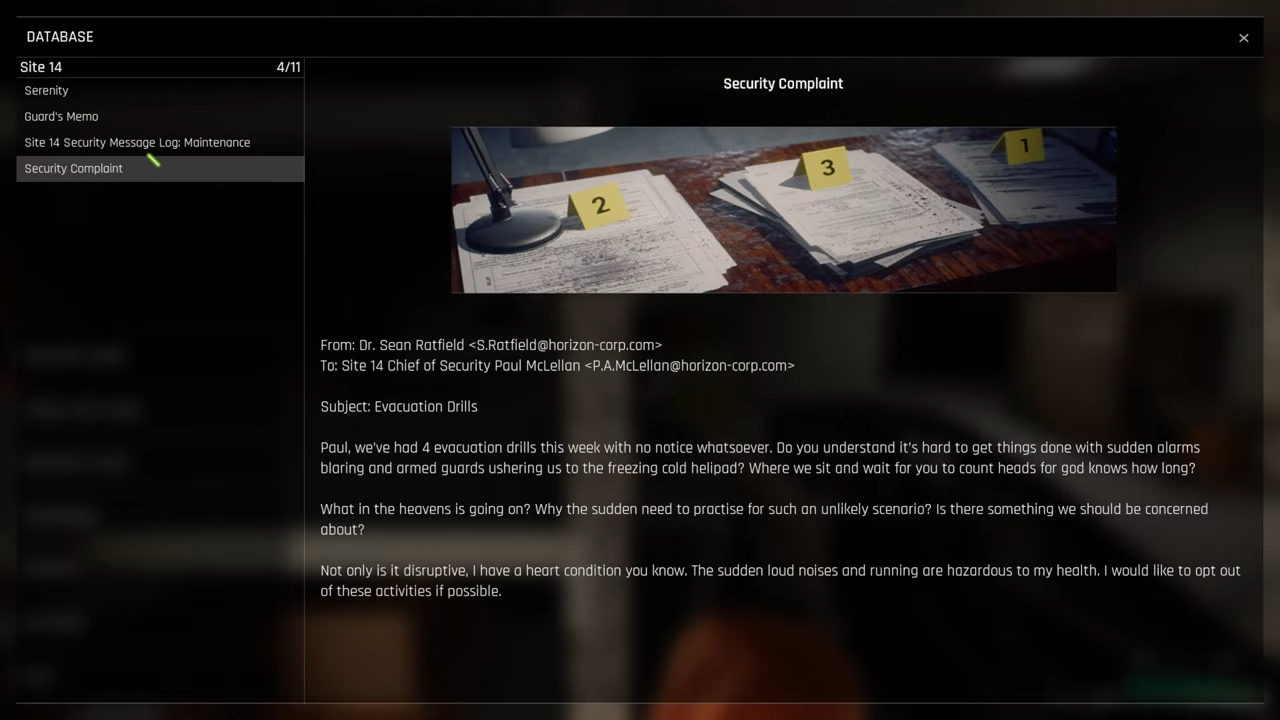 DATABASE
Site 14 4/11
Serenity
Guard's Memo
Site 14 Security Message Log: Maintenance
Security Complaint
Security Complaint
2
3
1
From: Dr. Sean Ratfield <S.Ratfield@horizon-corp.com>
To: Site 14 Chief of Security Paul McLellan <P.A.McLellan@horizon-corp.com>
Subject: Evacuation Drills
Paul, we've had 4 evacuation drills this week with no notice whatsoever. Do you understand it's hard to get things done with sudden alarms
blaring and armed guards ushering us to the freezing cold helipad? Where we sit and wait for you to count heads for god knows how long?
What in the heavens is going on? Why the sudden need to practise for such an unlikely scenario? Is there something we should be concerned
about?
Not only is it disruptive, I have a heart condition you know. The sudden loud noises and running are hazardous to my health. I would like to opt out
of these activities if possible.